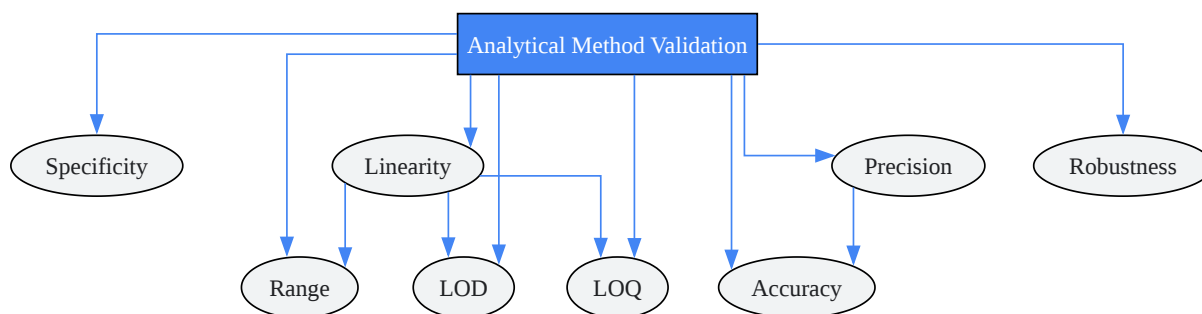 Analytical Method Validation
Specificity
Linearity
Precision
Robustness
Range
LOD
LOQ
Accuracy